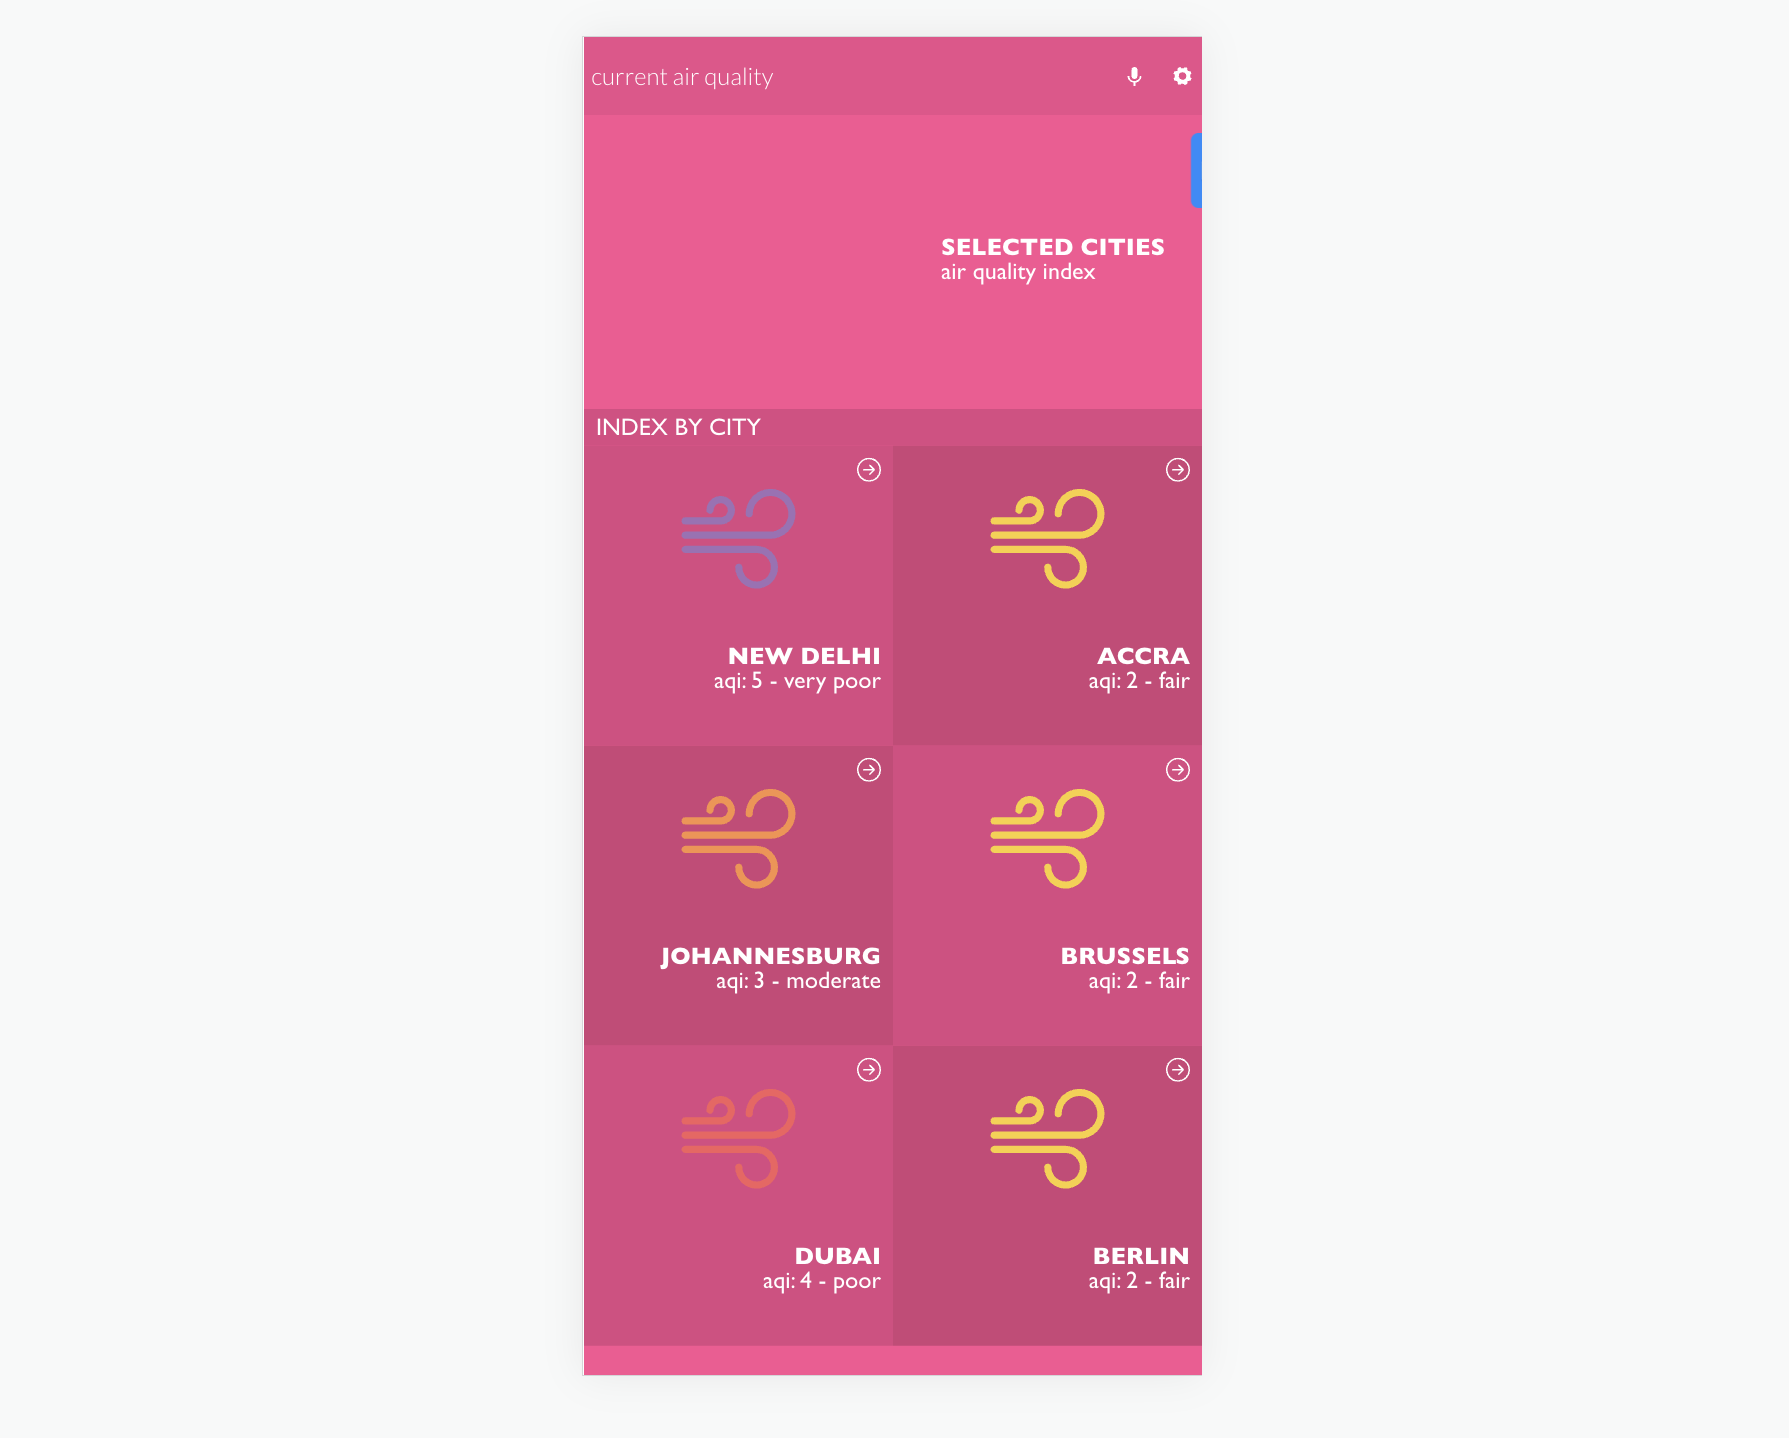 current air quality
SELECTED CITIES
air quality index
INDEX BY CITY
NEW DELHI
aqi: 5 - very poor
ACCRA
aqi: 2 - fair
JOHANNESBURG
aqi: 3 - moderate
BRUSSELS
aqi: 2 - fair
DUBAI
aqi: 4 - poor
BERLIN
aqi: 2 - fair